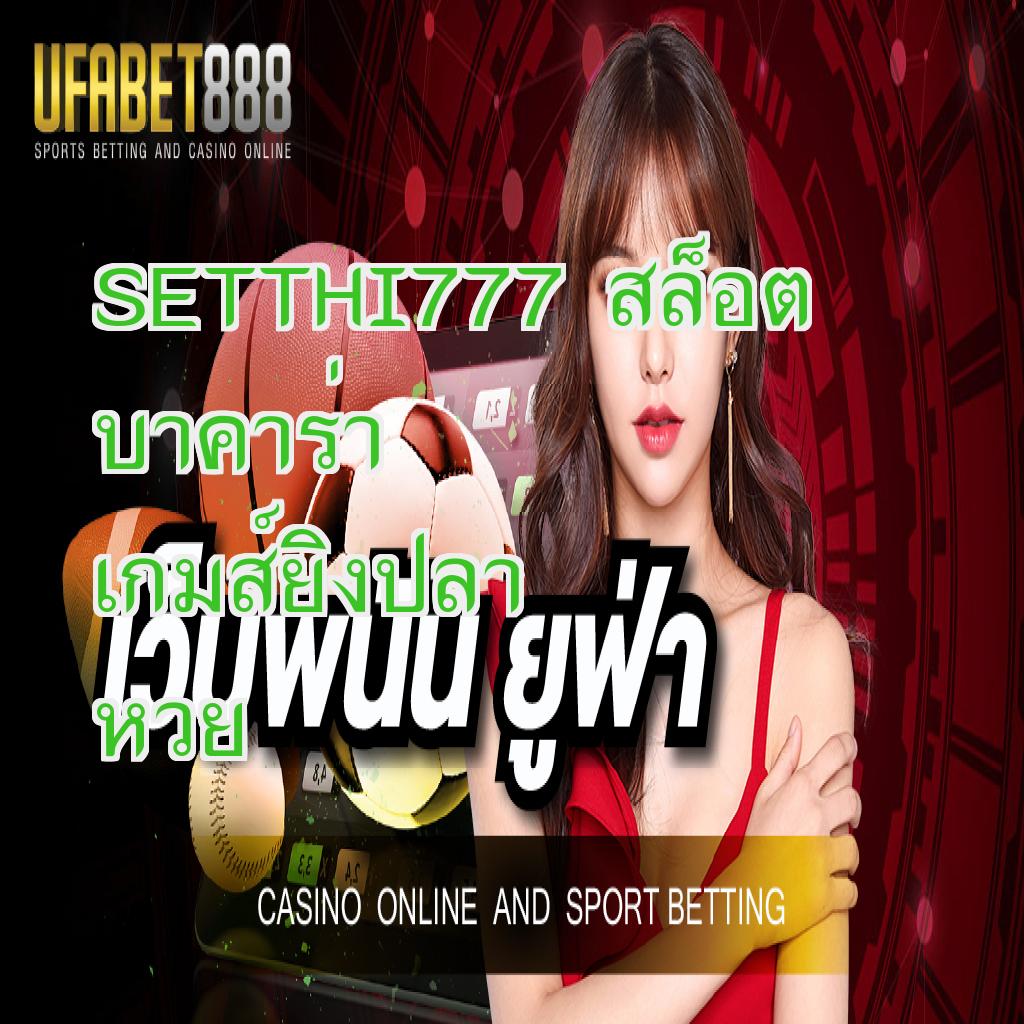 UFABET888
SPORTS BETTING AND CASINO ONLINE
SETTHI777 สล็อต
บาคาร่า
เกมส์ยิงปลา
เว็บพนัน ยูฟ่า
หวย
CASINO ONLINE AND SPORT BETTING